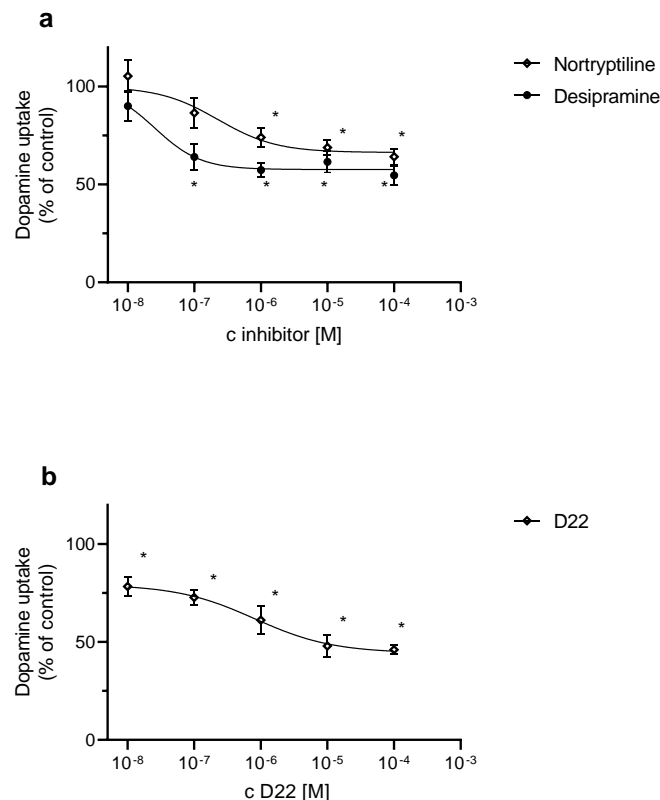 a
Nortryptiline
Desipramine
Dopamine uptake
(% of control)
100
50
0
* * *
* * * *
10⁻⁸ 10⁻⁷ 10⁻⁶ 10⁻⁵ 10⁻⁴ 10⁻³
c inhibitor [M]
b
D22
Dopamine uptake
(% of control)
100
50
0
* * * * *
10⁻⁸ 10⁻⁷ 10⁻⁶ 10⁻⁵ 10⁻⁴ 10⁻³
c D22 [M]